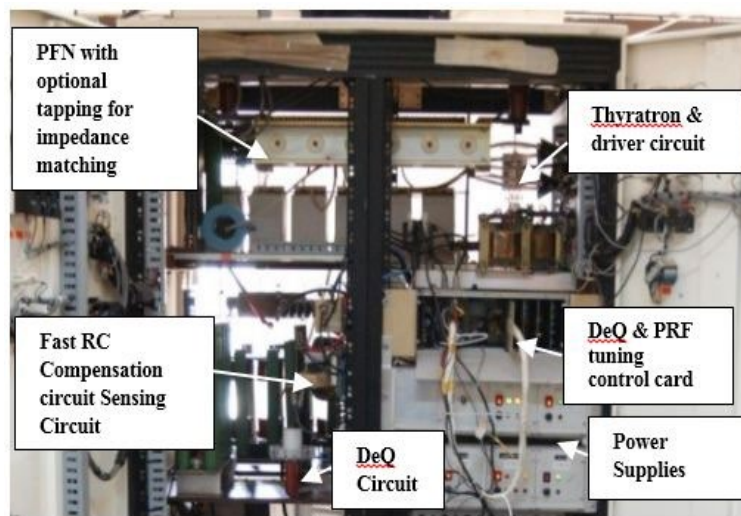 PFN with
optional
tapping for
impedance
matching
Thyratron &
driver circuit
Fast RC
Compensation
circuit Sensing
Circuit
DeQ & PRF
tuning
control card
DeQ
Circuit
Power
Supplies